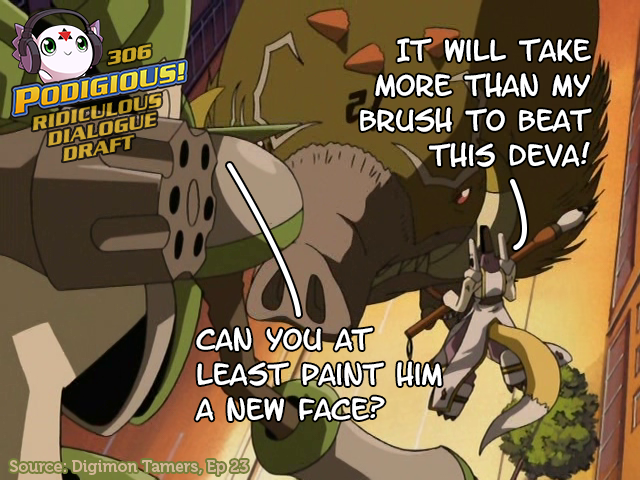 306
PODIGIOUS!
RIDICULOUS
DIALOGUE
DRAFT
IT WILL TAKE
MORE THAN MY
BRUSH TO BEAT
THIS DEVA!
CAN YOU AT
LEAST PAINT HIM
A NEW FACE?
Source: Digimon Tamers, Ep 23